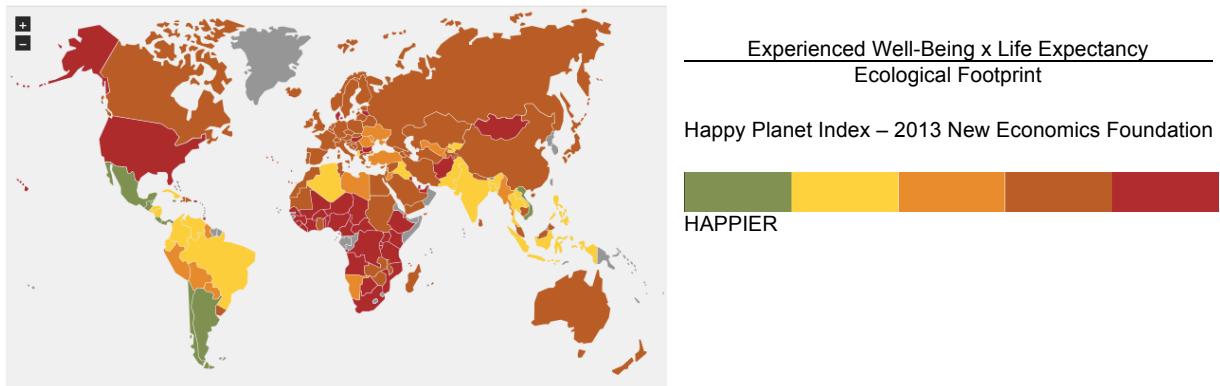 +
−
Experienced Well-Being x Life Expectancy
Ecological Footprint
Happy Planet Index – 2013 New Economics Foundation
HAPPIER